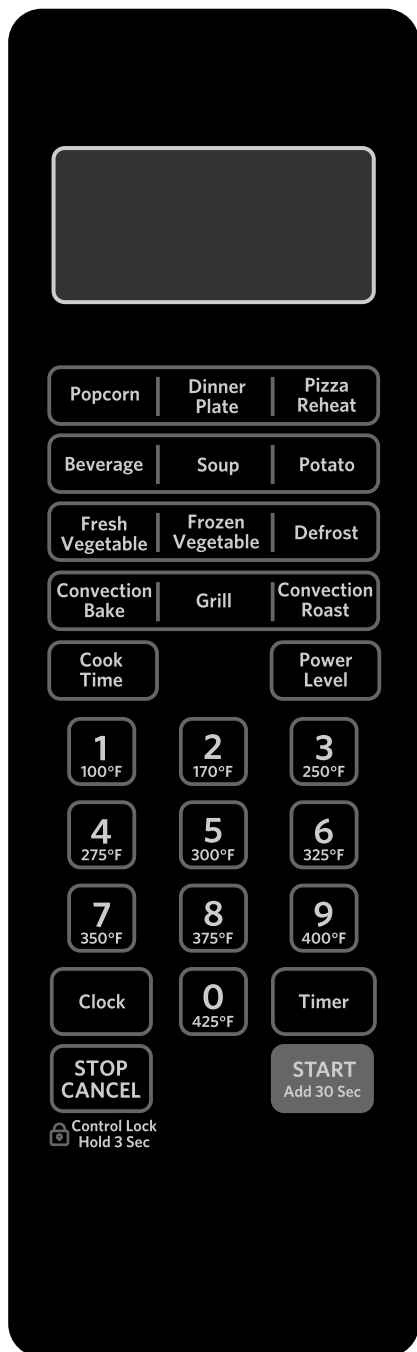 Popcorn
Dinner
Plate
Pizza
Reheat
Beverage
Soup
Potato
Fresh
Vegetable
Frozen
Vegetable
Defrost
Convection
Bake
Grill
Convection
Roast
Cook
Time
Power
Level
1
100°F
2
170°F
3
250°F
4
275°F
5
300°F
6
325°F
7
350°F
8
375°F
9
400°F
Clock
0
425°F
Timer
STOP
CANCEL
START
Add 30 Sec
Control Lock
Hold 3 Sec